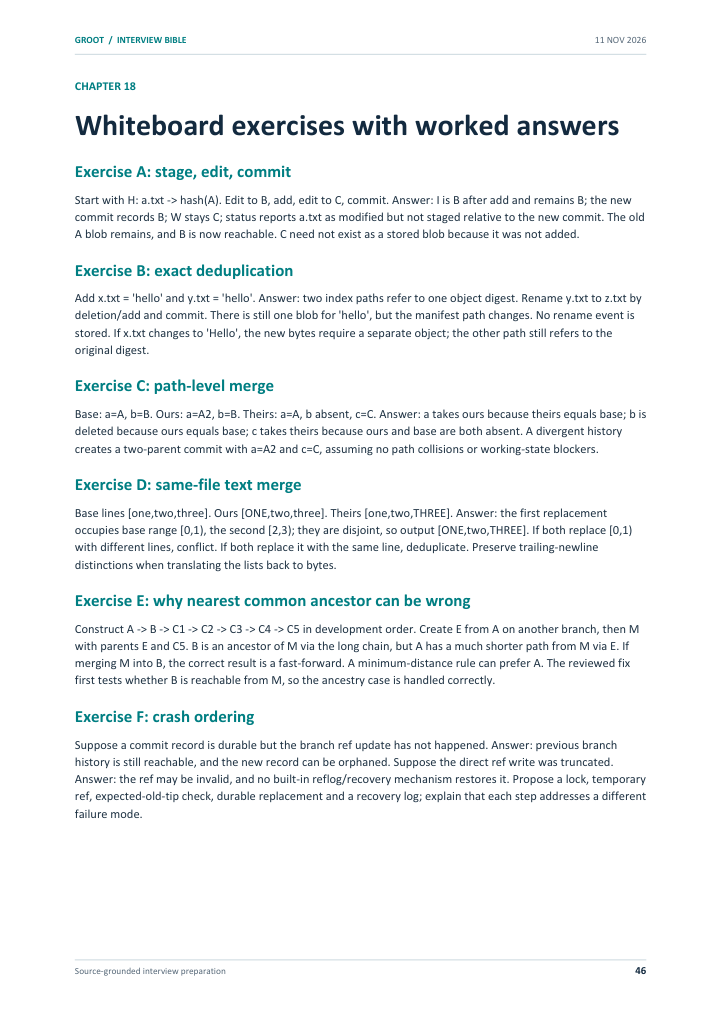 GROOT / INTERVIEW BIBLE
11 NOV 2026
CHAPTER 18
Whiteboard exercises with worked answers
Exercise A: stage, edit, commit
Start with H: a.txt -> hash(A). Edit to B, add, edit to C, commit. Answer: I is B after add and remains B; the new
commit records B; W stays C; status reports a.txt as modified but not staged relative to the new commit. The old
A blob remains, and B is now reachable. C need not exist as a stored blob because it was not added.
Exercise B: exact deduplication
Add x.txt = 'hello' and y.txt = 'hello'. Answer: two index paths refer to one object digest. Rename y.txt to z.txt by
deletion/add and commit. There is still one blob for 'hello', but the manifest path changes. No rename event is
stored. If x.txt changes to 'Hello', the new bytes require a separate object; the other path still refers to the
original digest.
Exercise C: path-level merge
Base: a=A, b=B. Ours: a=A2, b=B. Theirs: a=A, b absent, c=C. Answer: a takes ours because theirs equals base; b is
deleted because ours equals base; c takes theirs because ours and base are both absent. A divergent history
creates a two-parent commit with a=A2 and c=C, assuming no path collisions or working-state blockers.
Exercise D: same-file text merge
Base lines [one,two,three]. Ours [ONE,two,three]. Theirs [one,two,THREE]. Answer: the first replacement
occupies base range [0,1), the second [2,3); they are disjoint, so output [ONE,two,THREE]. If both replace [0,1)
with different lines, conflict. If both replace it with the same line, deduplicate. Preserve trailing-newline
distinctions when translating the lists back to bytes.
Exercise E: why nearest common ancestor can be wrong
Construct A -> B -> C1 -> C2 -> C3 -> C4 -> C5 in development order. Create E from A on another branch, then M
with parents E and C5. B is an ancestor of M via the long chain, but A has a much shorter path from M via E. If
merging M into B, the correct result is a fast-forward. A minimum-distance rule can prefer A. The reviewed fix
first tests whether B is reachable from M, so the ancestry case is handled correctly.
Exercise F: crash ordering
Suppose a commit record is durable but the branch ref update has not happened. Answer: previous branch
history is still reachable, and the new record can be orphaned. Suppose the direct ref write was truncated.
Answer: the ref may be invalid, and no built-in reflog/recovery mechanism restores it. Propose a lock, temporary
ref, expected-old-tip check, durable replacement and a recovery log; explain that each step addresses a different
failure mode.
Source-grounded interview preparation
46